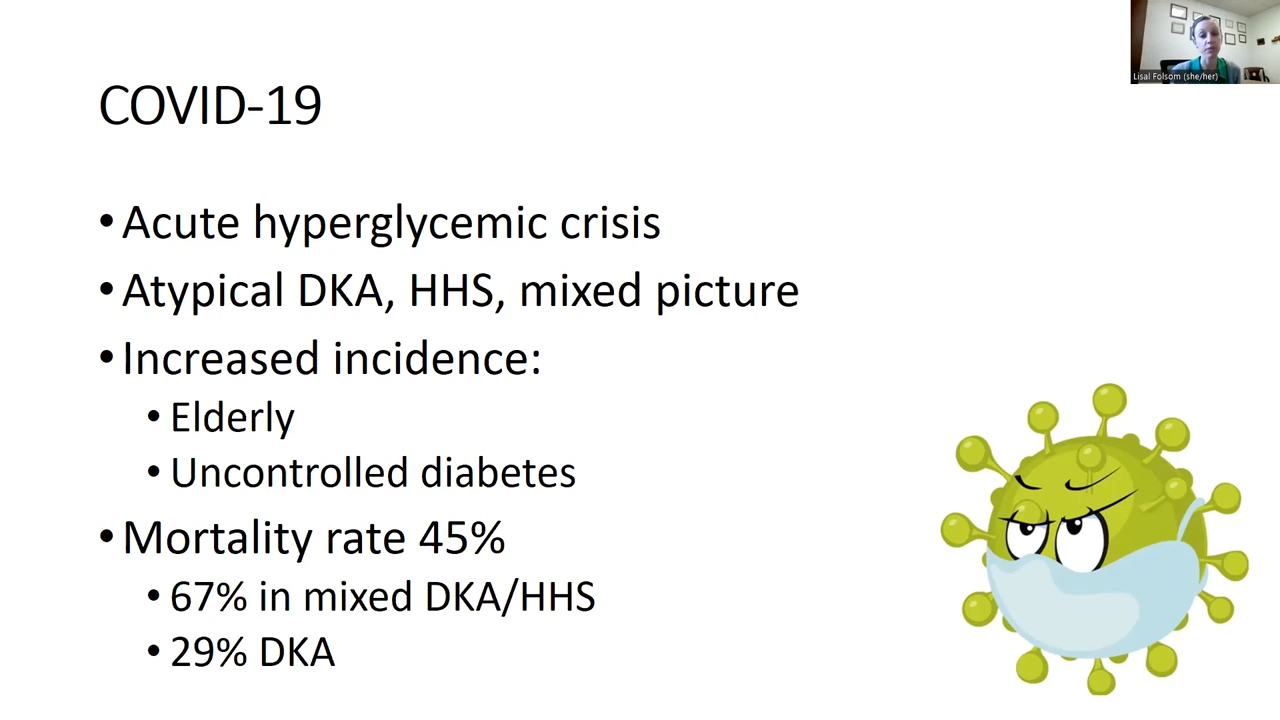 Lisal Folsom (she/her)
COVID-19
• Acute hyperglycemic crisis
• Atypical DKA, HHS, mixed picture
• Increased incidence:
• Elderly
• Uncontrolled diabetes
• Mortality rate 45%
• 67% in mixed DKA/HHS
• 29% DKA